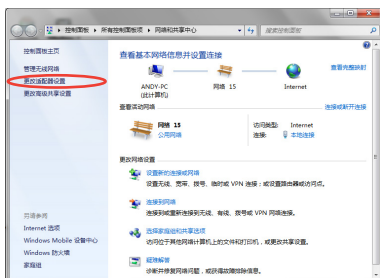 控制面板 ▸ 所有控制面板项 ▸ 网络和共享中心
搜索控制面板
控制面板主页
管理无线网络
更改适配器设置
更改高级共享设置
查看基本网络信息并设置连接
查看完整映射
ANDY-PC
(此计算机)
网络 15
Internet
查看活动网络
连接或断开连接
网络 15
公用网络
访问类型: Internet
连接: 本地连接
更改网络设置
设置新的连接或网络
设置无线、宽带、拨号、临时或 VPN 连接；或设置路由器或访问点。
连接到网络
连接到或重新连接到无线、有线、拨号或 VPN 网络连接。
选择家庭组和共享选项
访问位于其他网络计算机上的文件和打印机，或更改共享设置。
疑难解答
诊断并修复网络问题，或获得故障排除信息。
另请参阅
Internet 选项
Windows Mobile 设备中心
Windows 防火墙
家庭组